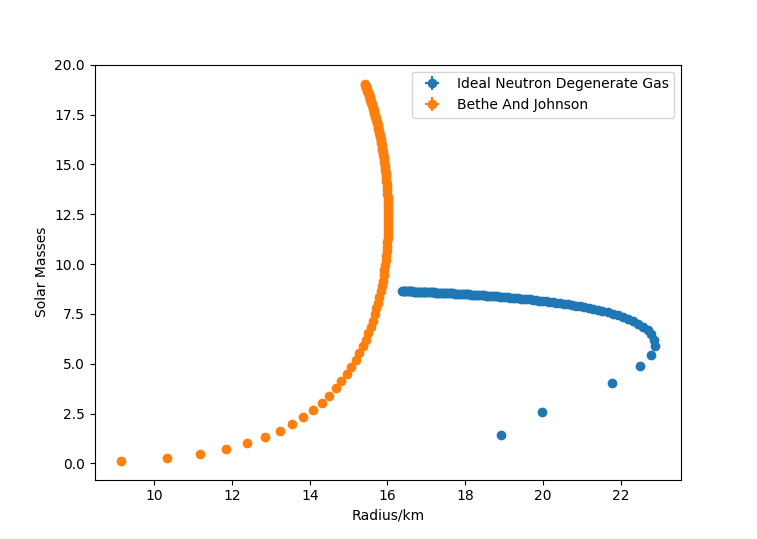 20.0
17.5
15.0
12.5
10.0
7.5
5.0
2.5
0.0
Solar Masses
Ideal Neutron Degenerate Gas
Bethe And Johnson
10 12 14 16 18 20 22
Radius/km